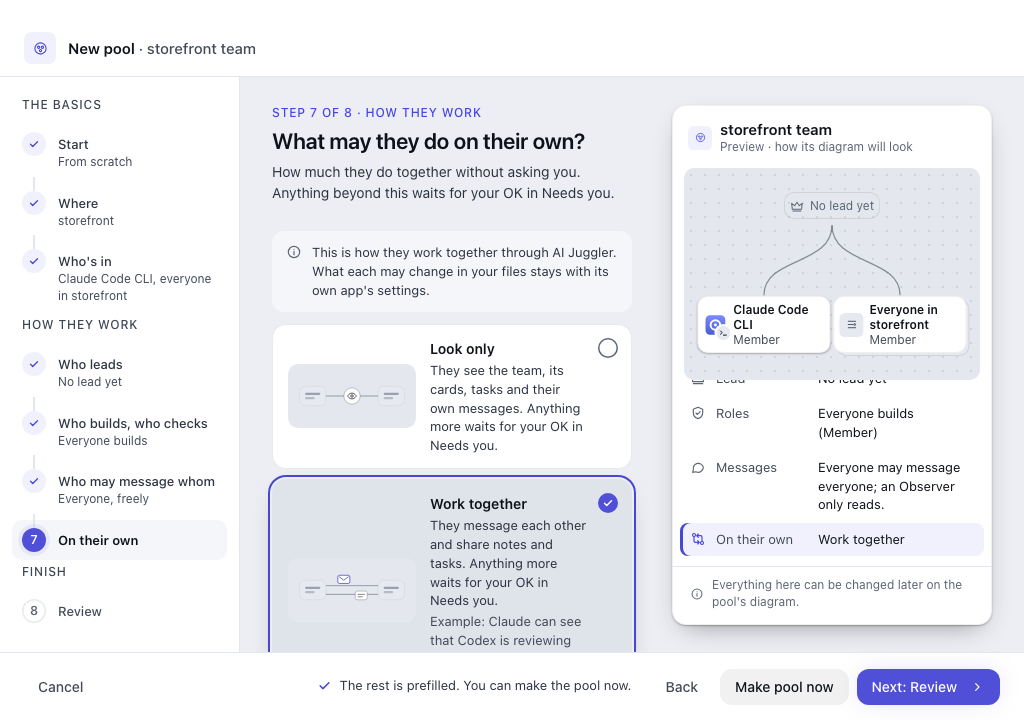 New pool · storefront team
THE BASICS
Start
From scratch
Where
storefront
Who's in
Claude Code CLI, everyone
in storefront
HOW THEY WORK
Who leads
No lead yet
Who builds, who checks
Everyone builds
Who may message whom
Everyone, freely
7
On their own
FINISH
8
Review
STEP 7 OF 8 · HOW THEY WORK
What may they do on their own?
How much they do together without asking you.
Anything beyond this waits for your OK in Needs you.
This is how they work together through AI Juggler.
What each may change in your files stays with its
own app's settings.
Look only
They see the team, its
cards, tasks and their
own messages. Anything
more waits for your OK in
Needs you.
Work together
They message each other
and share notes and
tasks. Anything more
waits for your OK in
Needs you.
Example: Claude can see
that Codex is reviewing
storefront team
Preview · how its diagram will look
No lead yet
Claude Code
CLI
Member
Everyone in
storefront
Member
Lead
No lead yet
Roles
Everyone builds
(Member)
Messages
Everyone may message
everyone; an Observer
only reads.
On their own
Work together
Everything here can be changed later on the
pool's diagram.
Cancel
The rest is prefilled. You can make the pool now.
Back
Make pool now
Next: Review